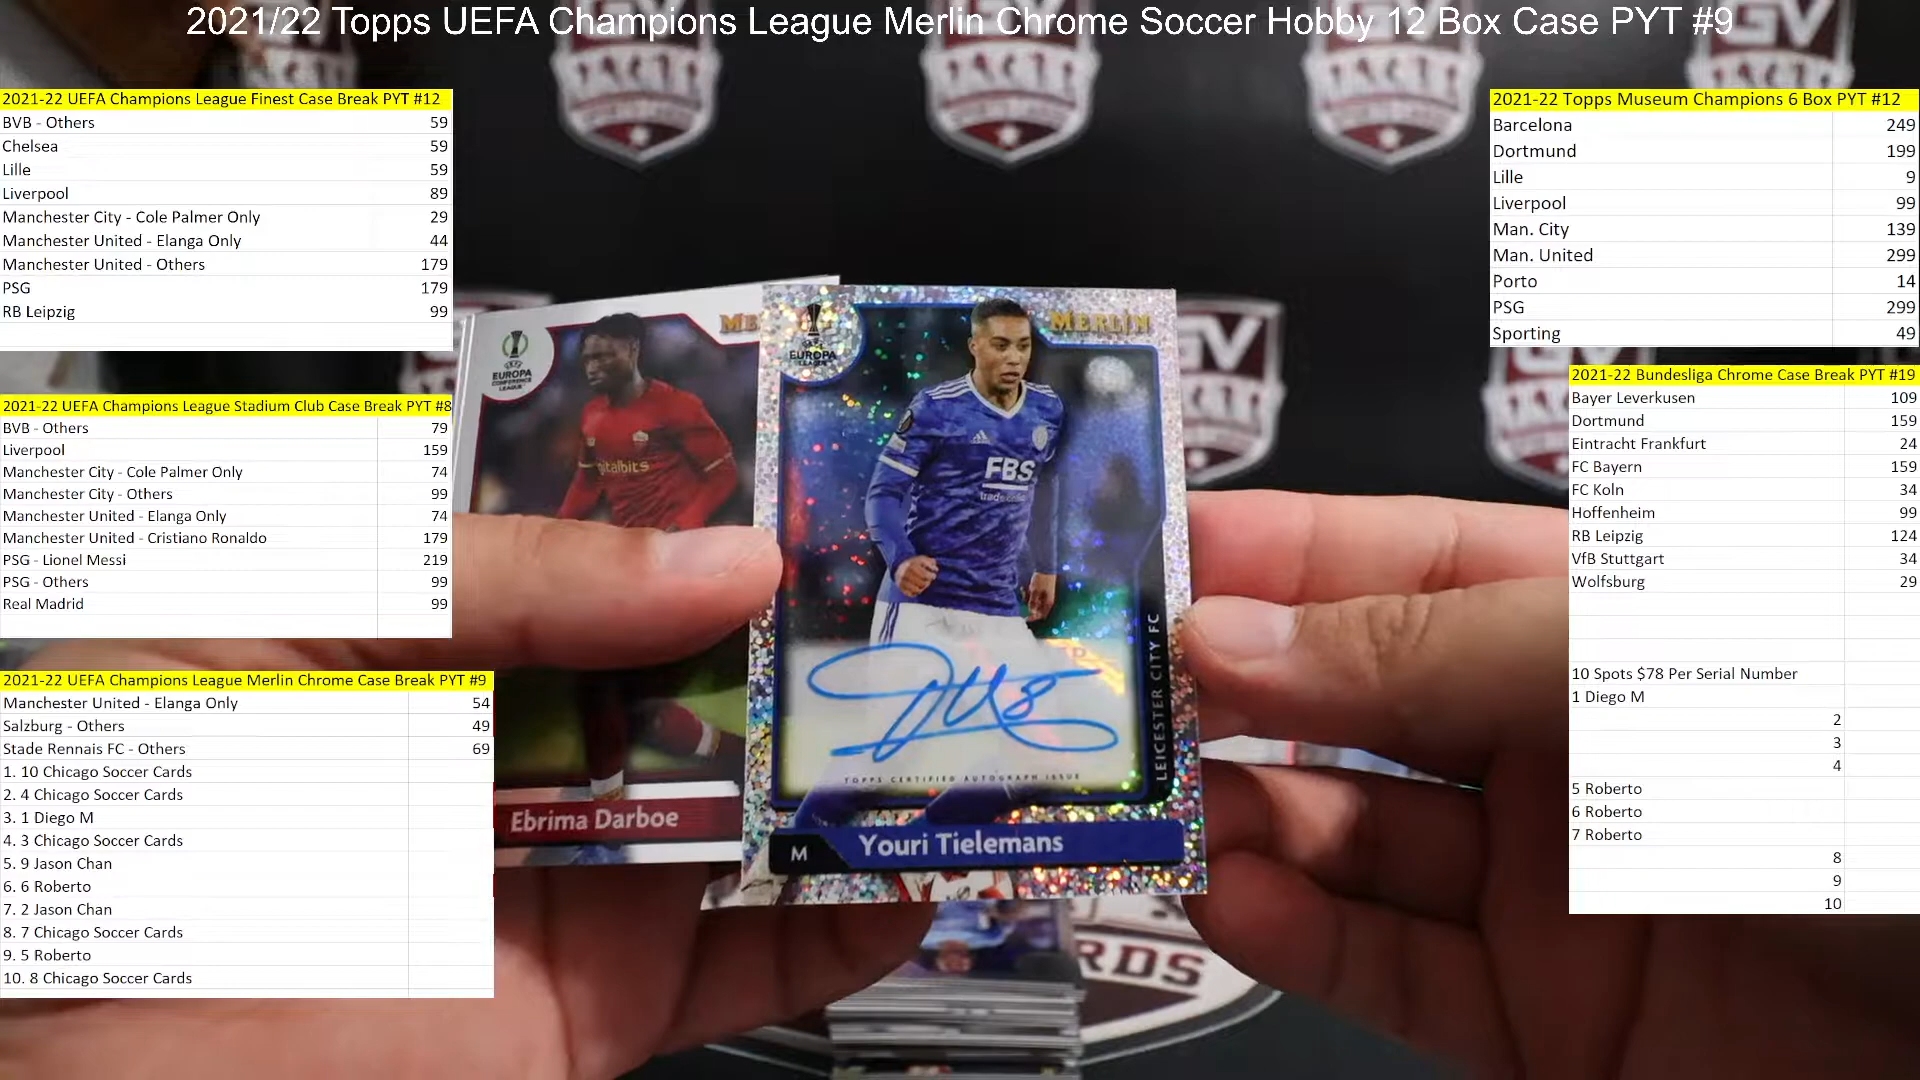 2021/22 Topps UEFA Champions League Merlin Chrome Soccer Hobby 12 Box Case PYT #9
2021-22 UEFA Champions League Finest Case Break PYT #12
BVB - Others 59
Chelsea 59
Lille 59
Liverpool 89
Manchester City - Cole Palmer Only 29
Manchester United - Elanga Only 44
Manchester United - Others 179
PSG 179
RB Leipzig 99
2021-22 UEFA Champions League Stadium Club Case Break PYT #8
BVB - Others 79
Liverpool 159
Manchester City - Cole Palmer Only 74
Manchester City - Others 99
Manchester United - Elanga Only 74
Manchester United - Cristiano Ronaldo 179
PSG - Lionel Messi 219
PSG - Others 99
Real Madrid 99
2021-22 UEFA Champions League Merlin Chrome Case Break PYT #9
Manchester United - Elanga Only 54
Salzburg - Others 49
Stade Rennais FC - Others 69
1. 10 Chicago Soccer Cards
2. 4 Chicago Soccer Cards
3. 1 Diego M
4. 3 Chicago Soccer Cards
5. 9 Jason Chan
6. 6 Roberto
7. 2 Jason Chan
8. 7 Chicago Soccer Cards
9. 5 Roberto
10. 8 Chicago Soccer Cards
EUROPA
CONFERENCE
LEAGUE
ME
gitalbits
Ebrima Darboe
UEFA
EUROPA
LEAGUE
MERLIN
FBS
trade
LEICESTER CITY FC
TOPPS CERTIFIED AUTOGRAPH ISSUE
M Youri Tielemans
GV
GV
RDS
2021-22 Topps Museum Champions 6 Box PYT #12
Barcelona 249
Dortmund 199
Lille 9
Liverpool 99
Man. City 139
Man. United 299
Porto 14
PSG 299
Sporting 49
2021-22 Bundesliga Chrome Case Break PYT #19
Bayer Leverkusen 109
Dortmund 159
Eintracht Frankfurt 24
FC Bayern 159
FC Koln 34
Hoffenheim 99
RB Leipzig 124
VfB Stuttgart 34
Wolfsburg 29
10 Spots $78 Per Serial Number
1 Diego M
2
3
4
5 Roberto
6 Roberto
7 Roberto
8
9
10